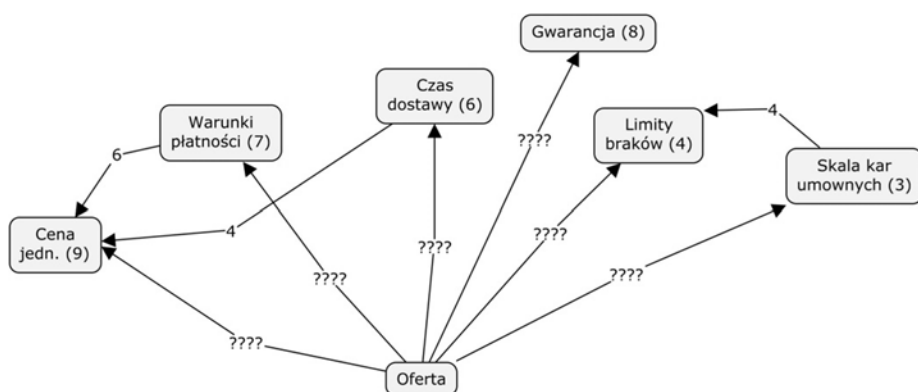 Gwarancja (8)
Czas
dostawy (6)
Warunki
płatności (7)
Limity
braków (4)
4
Skala kar
umownych (3)
6
????
Cena
jedn. (9)
4
????
????
????
????
????
Oferta